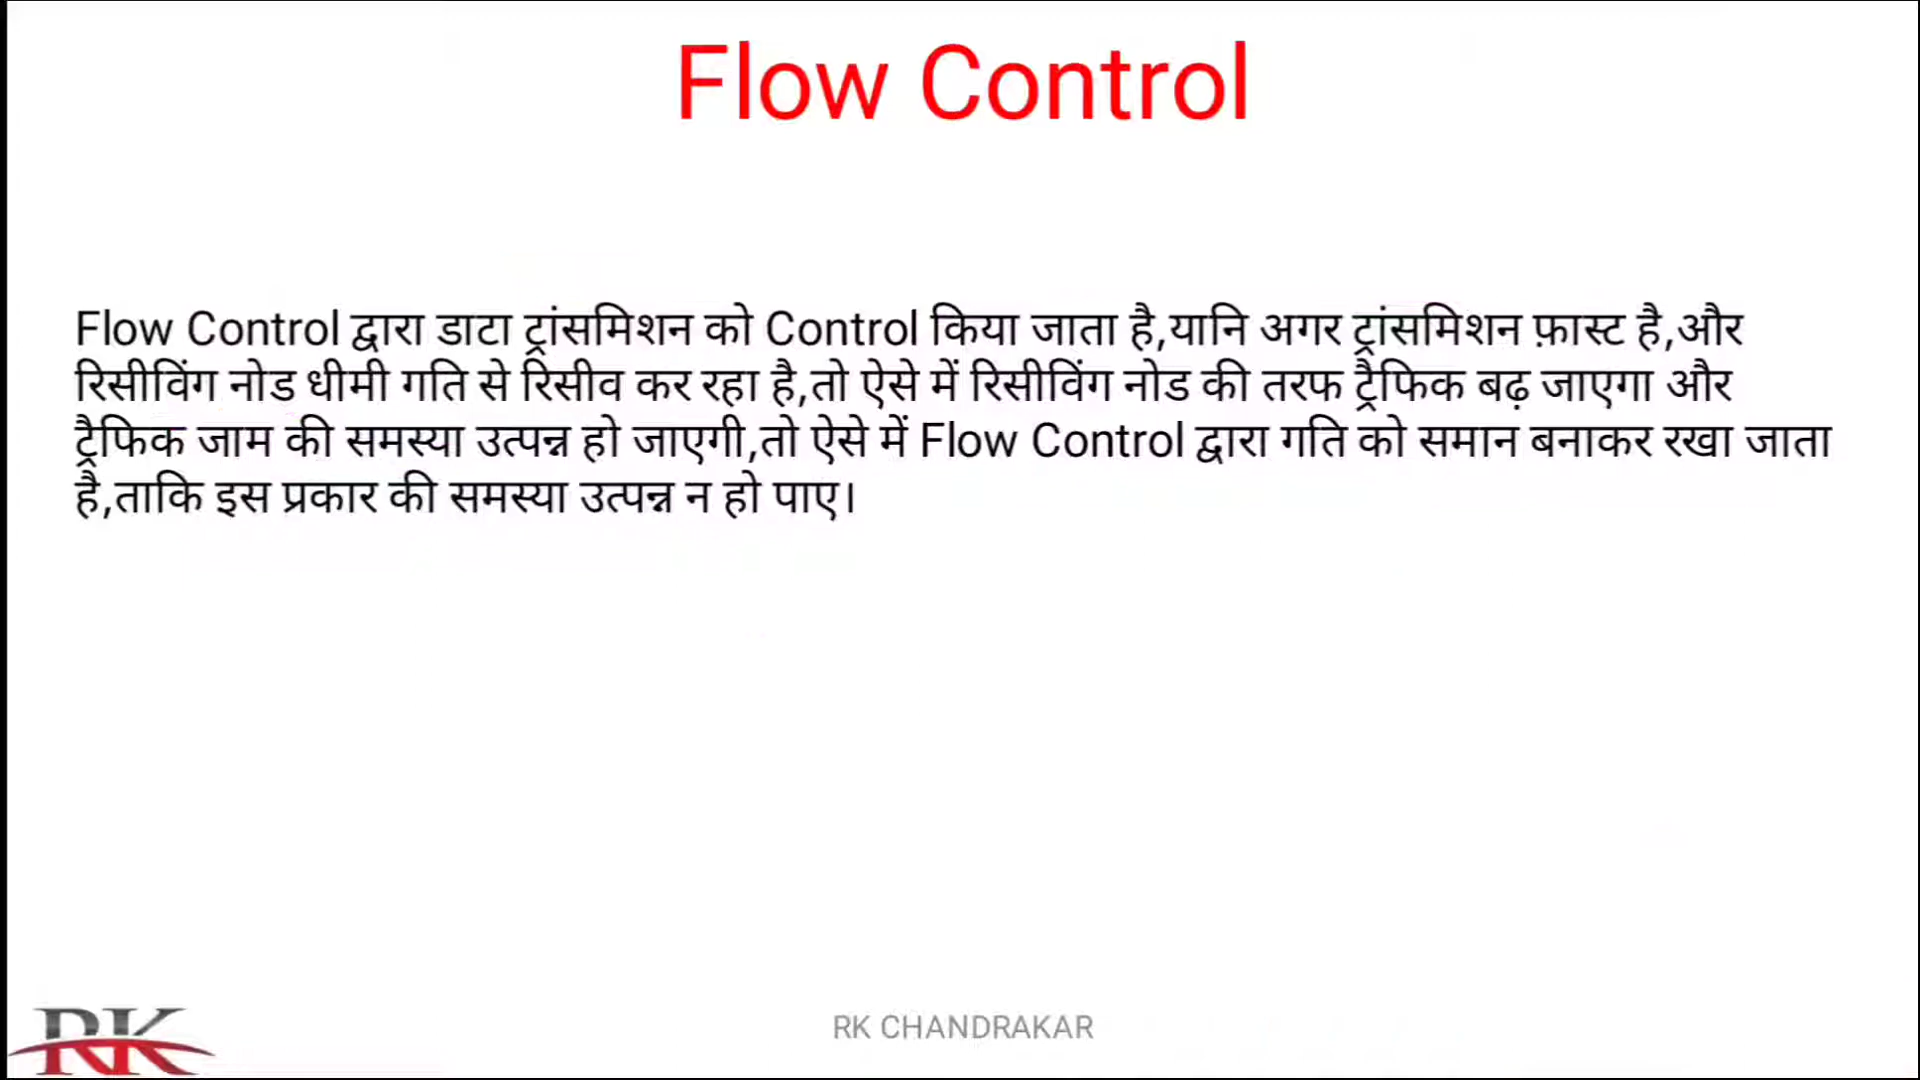 Flow Control
Flow Control द्वारा डाटा ट्रांसमिशन को Control किया जाता है,यानि अगर ट्रांसमिशन फ़ास्ट है,और
रिसीविंग नोड धीमी गति से रिसीव कर रहा है,तो ऐसे में रिसीविंग नोड की तरफ ट्रैफिक बढ़ जाएगा और
ट्रैफिक जाम की समस्या उत्पन्न हो जाएगी,तो ऐसे में Flow Control द्वारा गति को समान बनाकर रखा जाता
है,ताकि इस प्रकार की समस्या उत्पन्न न हो पाए।
RK
RK CHANDRAKAR